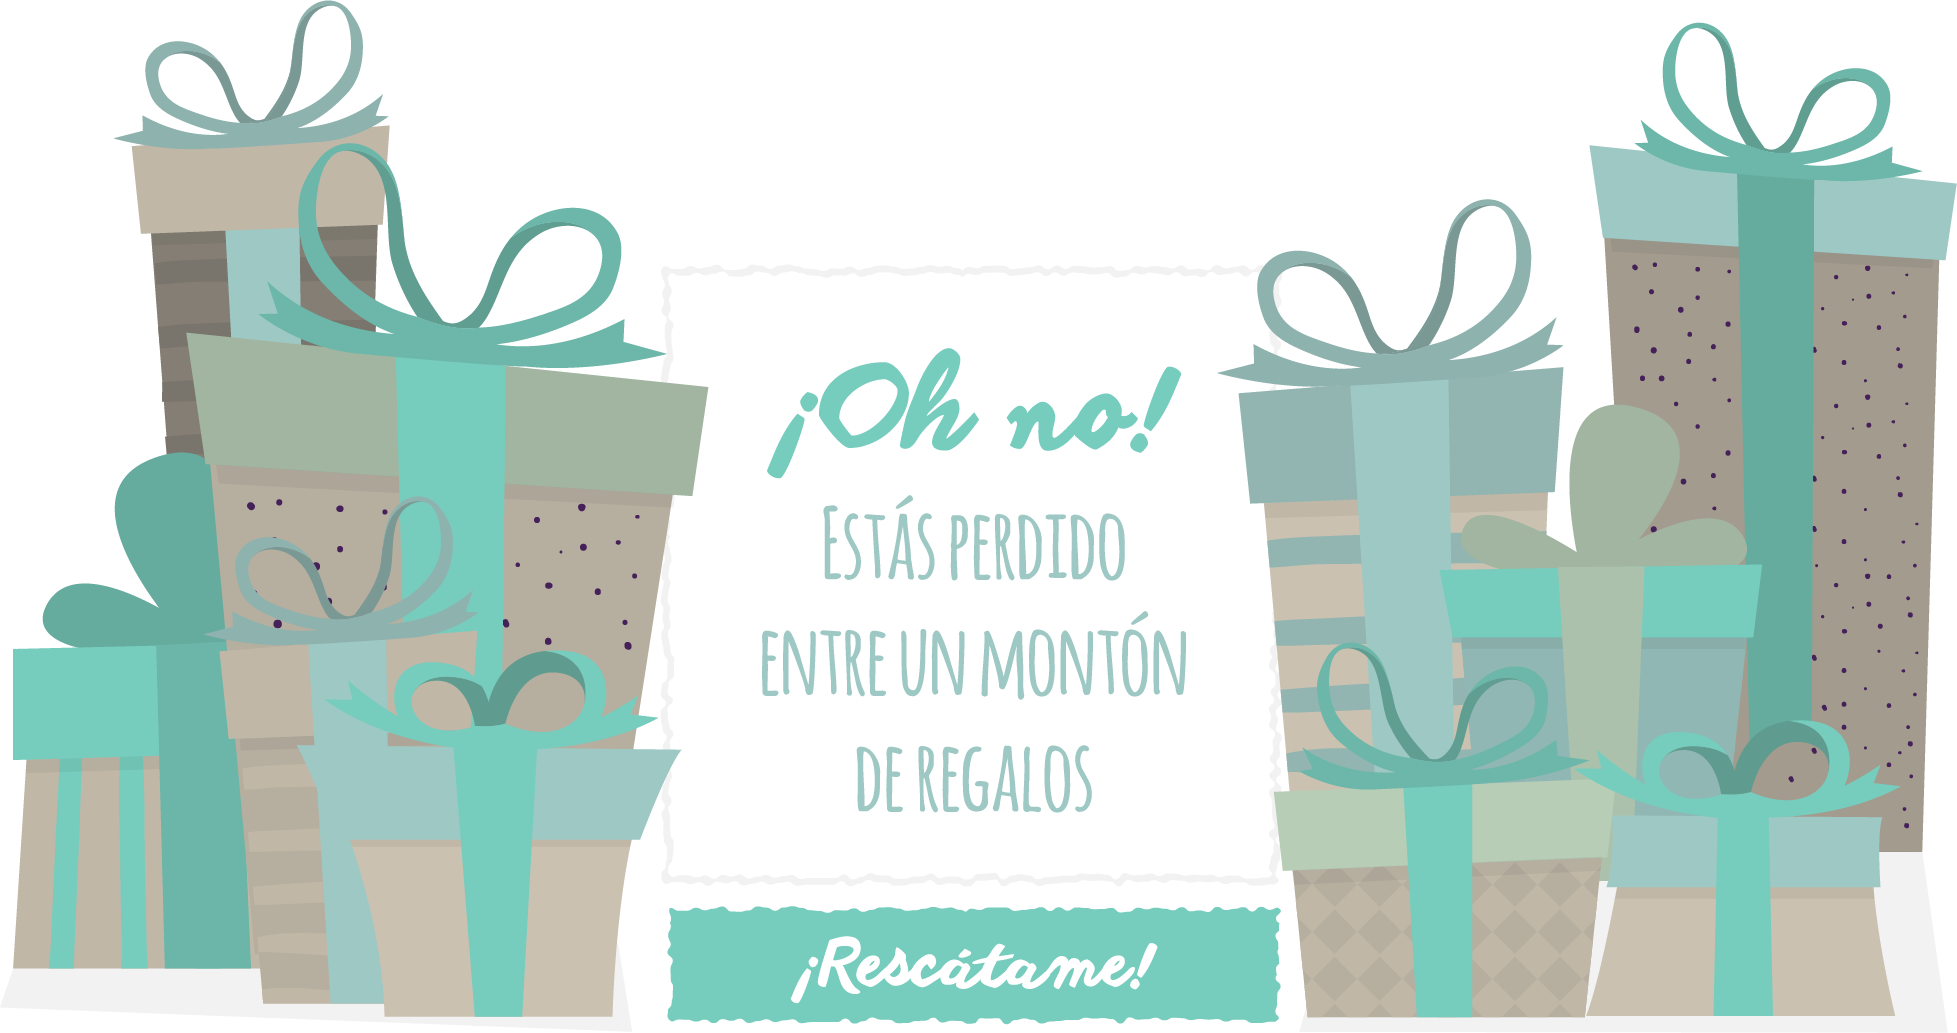 ¡Oh no!
Estás perdido
entre un montón
de regalos
¡Rescátame!